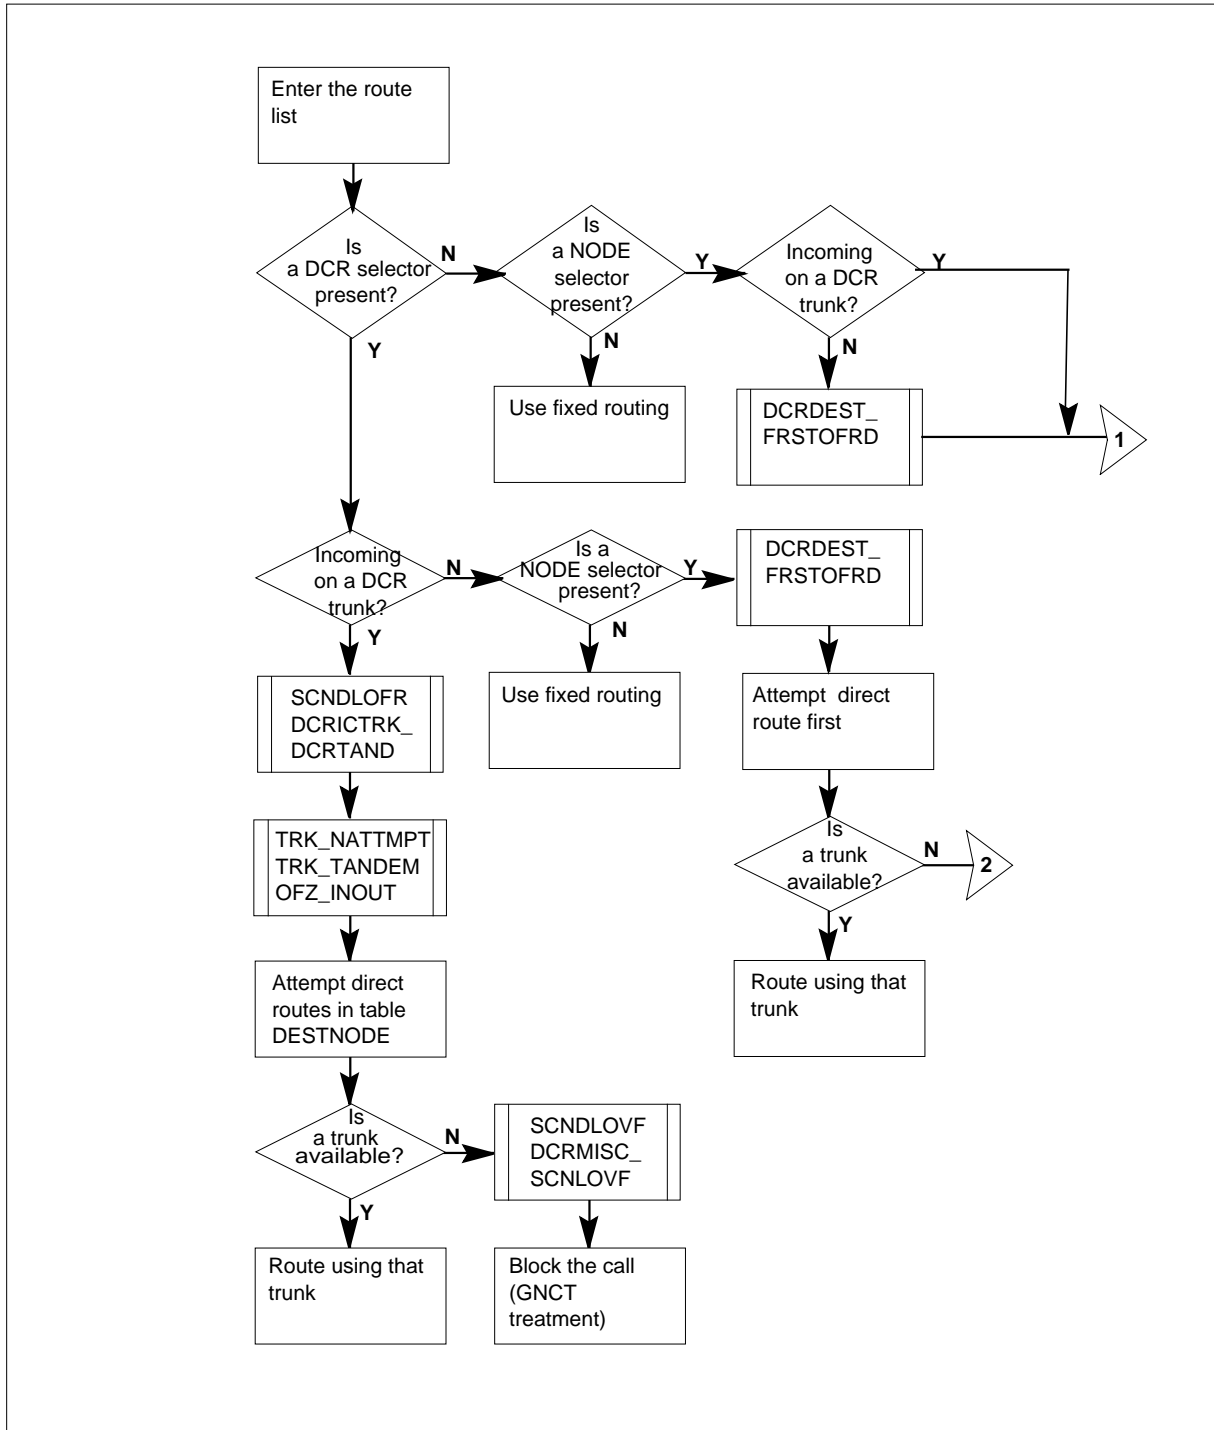 Enter the route
list
Is
a DCR selector
present?
N
Y
Is
a NODE
selector
present?
Y
N
Incoming
on a DCR
trunk?
Y
N
Use fixed routing
DCRDEST_
FRSTOFRD
1
Incoming
on a DCR
trunk?
N
Y
Is a
NODE selector
present?
Y
N
DCRDEST_
FRSTOFRD
SCNDLOFR
DCRICTRK_
DCRTAND
Use fixed routing
Attempt direct
route first
TRK_NATTMPT
TRK_TANDEM
OFZ_INOUT
Is
a trunk
available?
N
2
Y
Attempt direct
routes in table
DESTNODE
Route using that
trunk
Is
a trunk
available?
N
Y
SCNDLOVF
DCRMISC_
SCNLOVF
Route using that
trunk
Block the call
(GNCT
treatment)